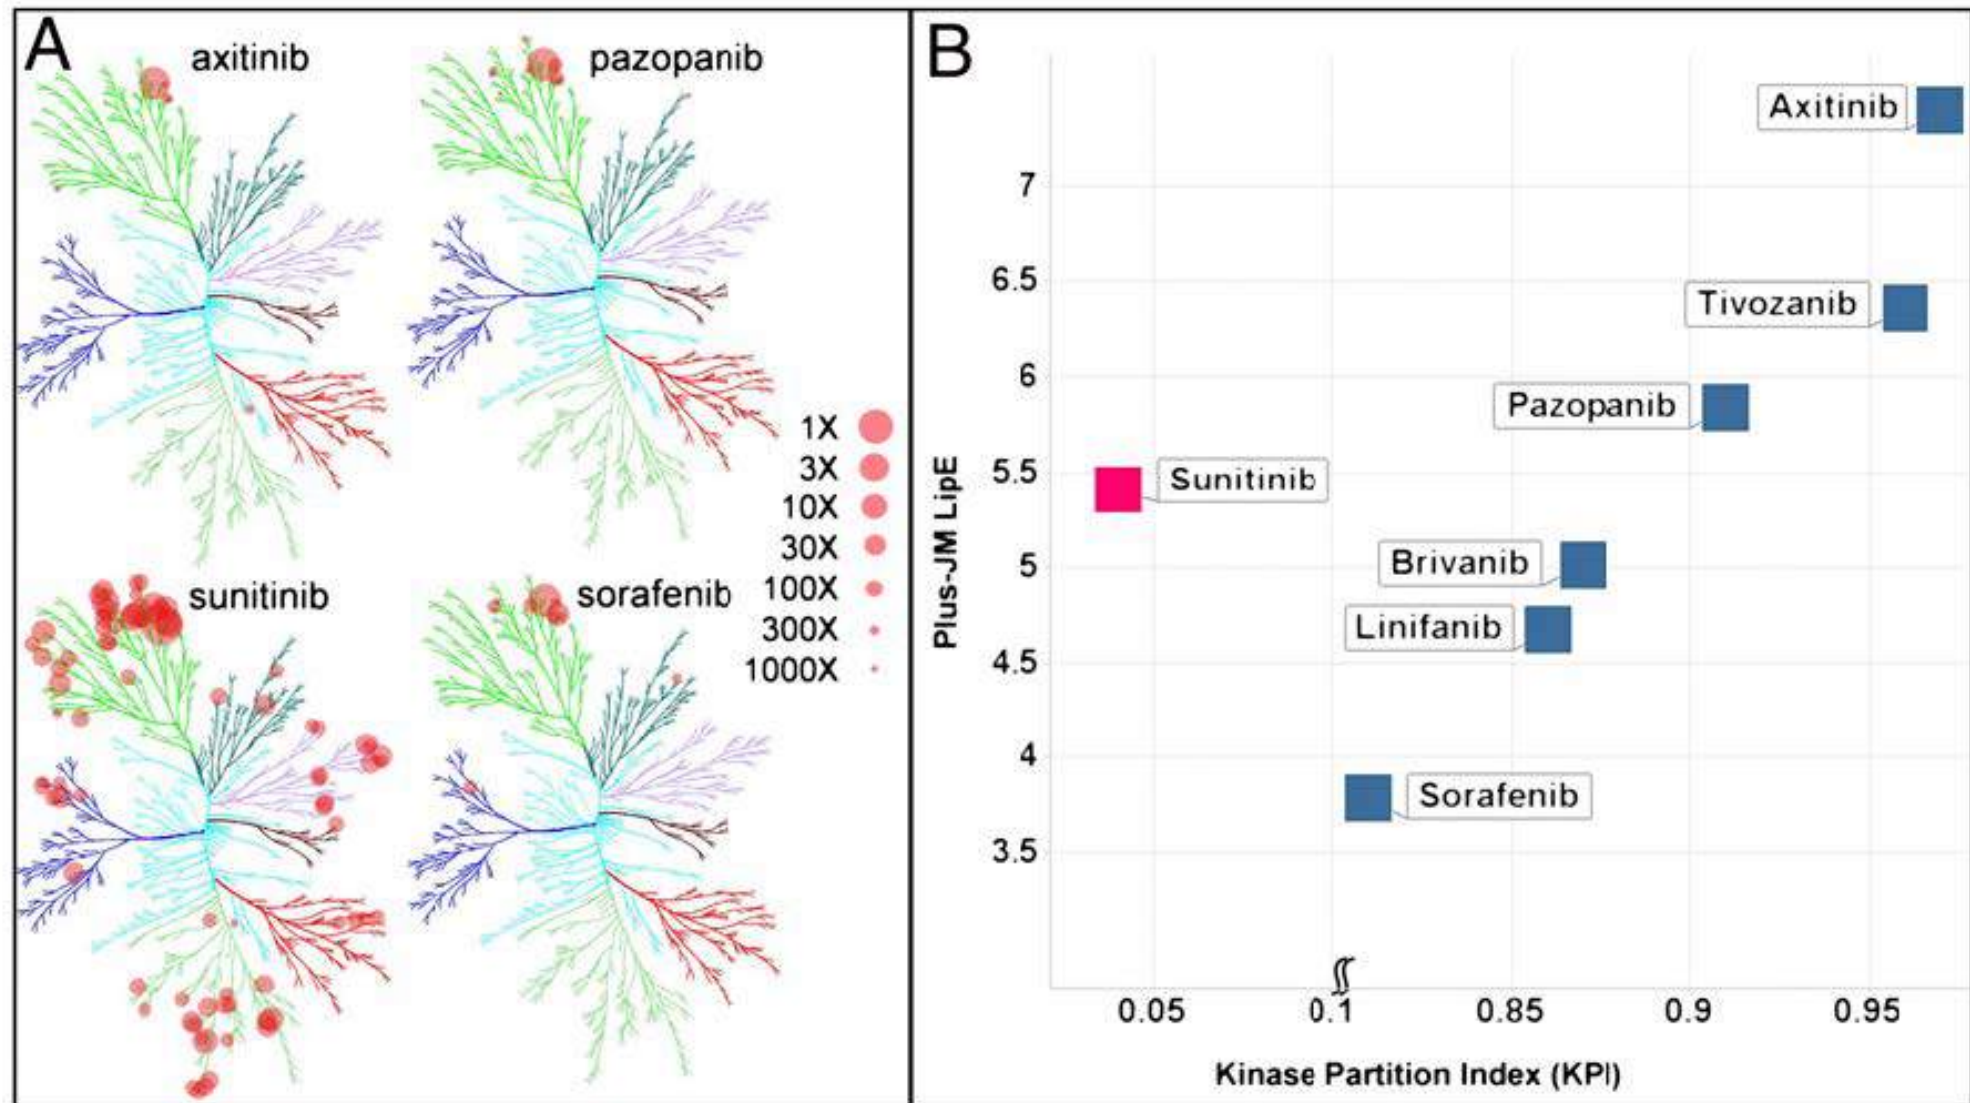 A
axitinib
pazopanib
sunitinib
sorafenib
1X
3X
10X
30X
100X
300X
1000X
B
Axitinib
Tivozanib
Pazopanib
Sunitinib
Brivanib
Linifanib
Sorafenib
Plus-JM LipE
7
6.5
6
5.5
5
4.5
4
3.5
0.05
0.1
0.85
0.9
0.95
Kinase Partition Index (KPI)